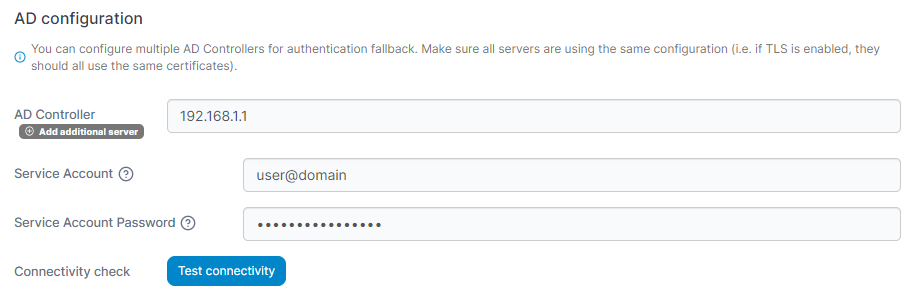 AD configuration
You can configure multiple AD Controllers for authentication fallback. Make sure all servers are using the same configuration (i.e. if TLS is enabled, they
should all use the same certificates).
AD Controller
192.168.1.1
Add additional server
Service Account
user@domain
Service Account Password
••••••••••••••••
Connectivity check
Test connectivity